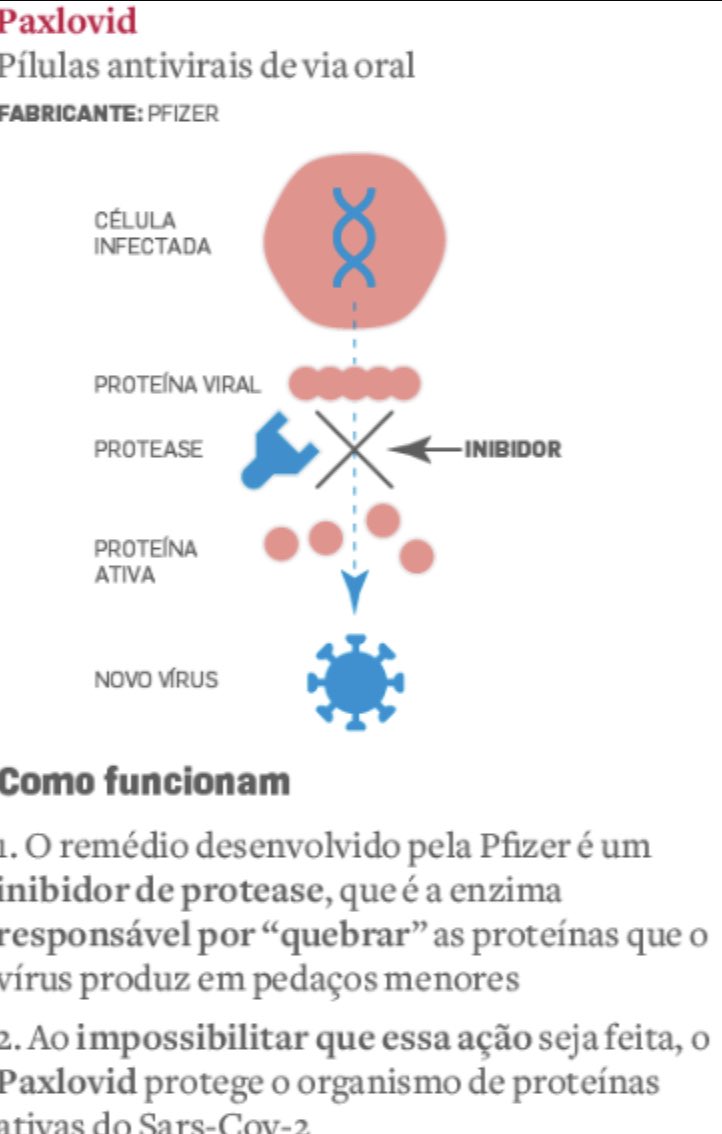 Paxlovid
Pílulas antivirais de via oral
FABRICANTE: PFIZER
CÉLULA
INFECTADA
PROTEÍNA VIRAL
PROTEASE
INIBIDOR
PROTEÍNA
ATIVA
NOVO VÍRUS
Como funcionam
1. O remédio desenvolvido pela Pfizer é um
inibidor de protease, que é a enzima
responsável por “quebrar” as proteínas que o
vírus produz em pedaços menores
2. Ao impossibilitar que essa ação seja feita, o
Paxlovid protege o organismo de proteínas
ativas do Sars-Cov-2